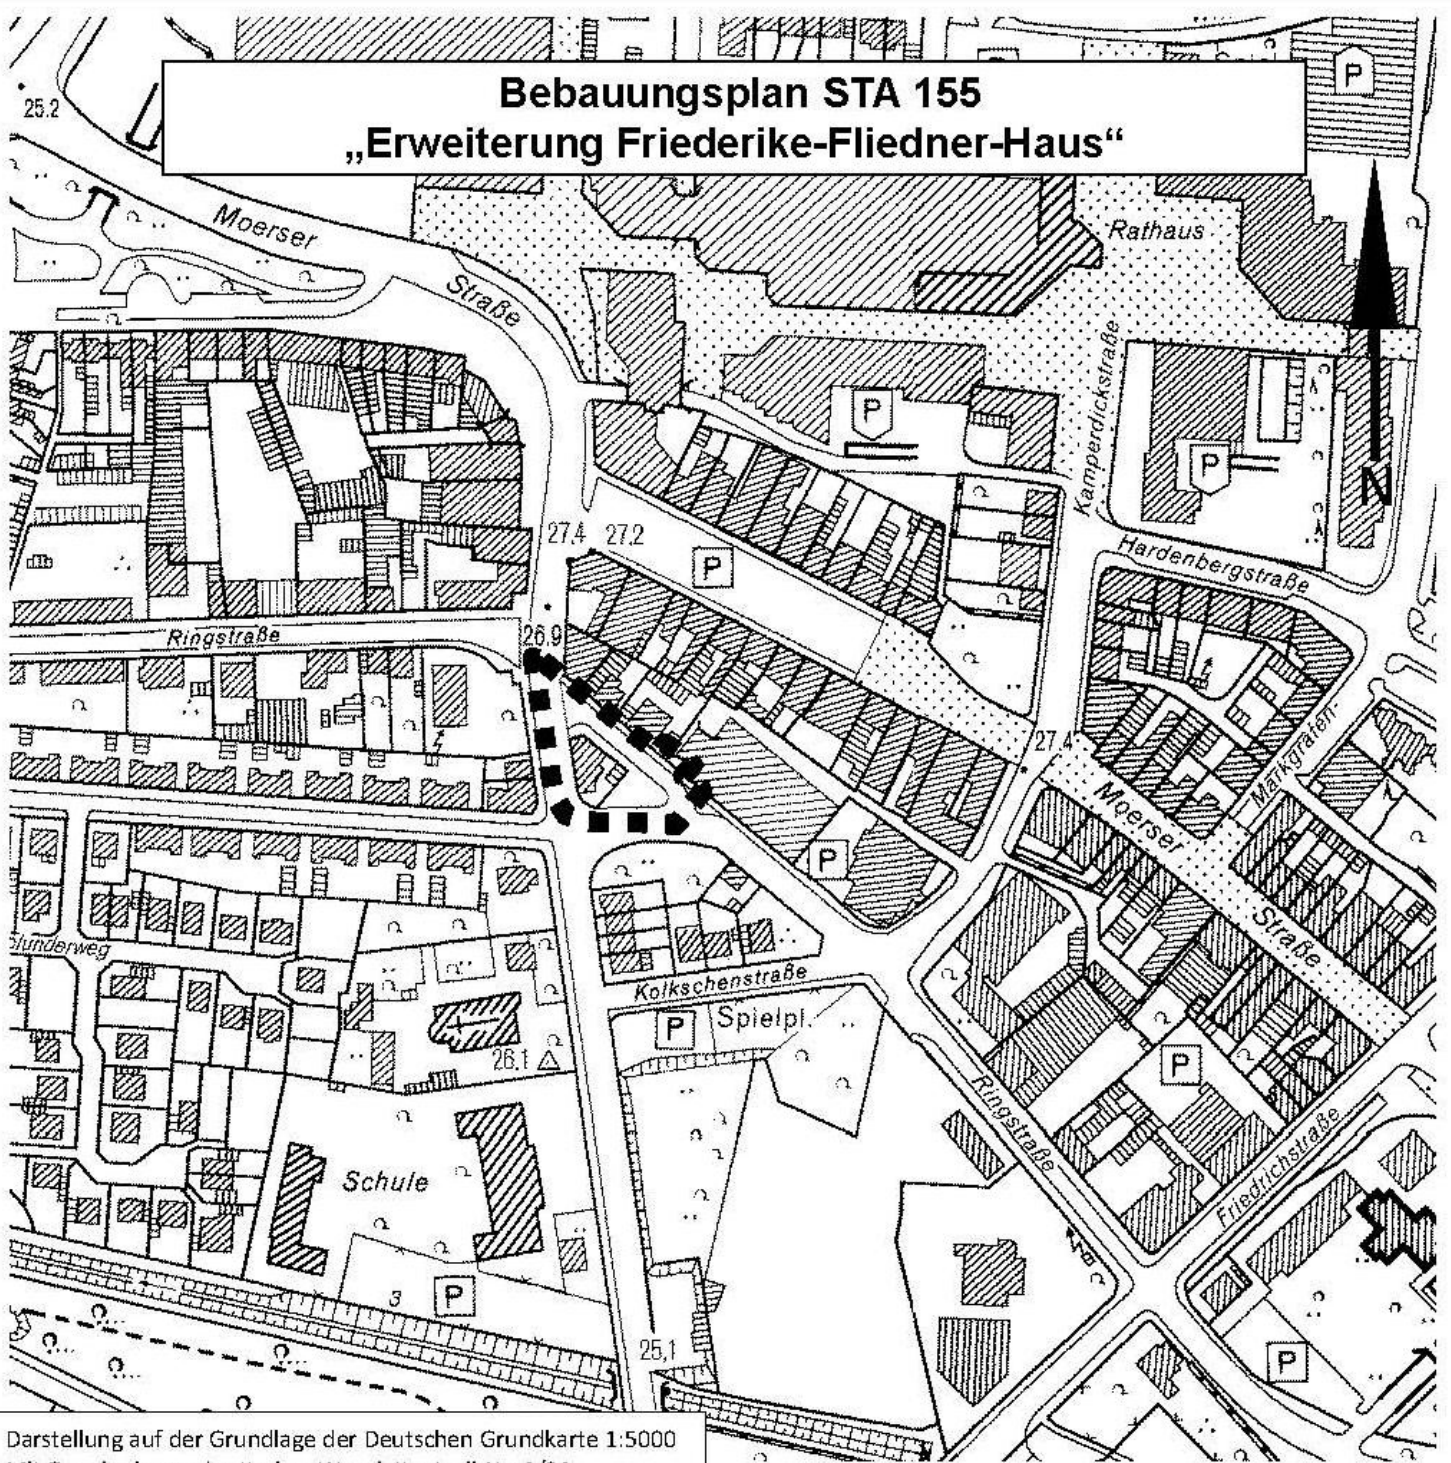 Bebauungsplan STA 155
„Erweiterung Friederike-Fliedner-Haus“
P
25.2
Moerser
Straße
Rathaus
Kamperdickstraße
P
P
N
27.4
27.2
P
Hardenbergstraße
Ringstraße
26.9
27.4
Markgrafen-
Moerser
Straße
P
Kolkschenstraße
P
Spielpl.
26.1
P
Ringstraße
Schule
Friedrichstraße
3
P
25,1
P
Darstellung auf der Grundlage der Deutschen Grundkarte 1:5000